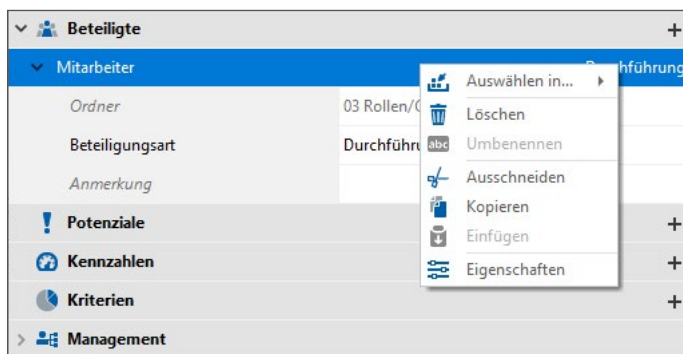 Beteiligte
Mitarbeiter
Ordner 03 Rollen/
Beteiligungsart
Anmerkung
Potenziale
Kennzahlen
Kriterien
Management
Auswählen in...
Löschen
abc Umbenennen
Ausschneiden
Kopieren
Einfügen
Eigenschaften